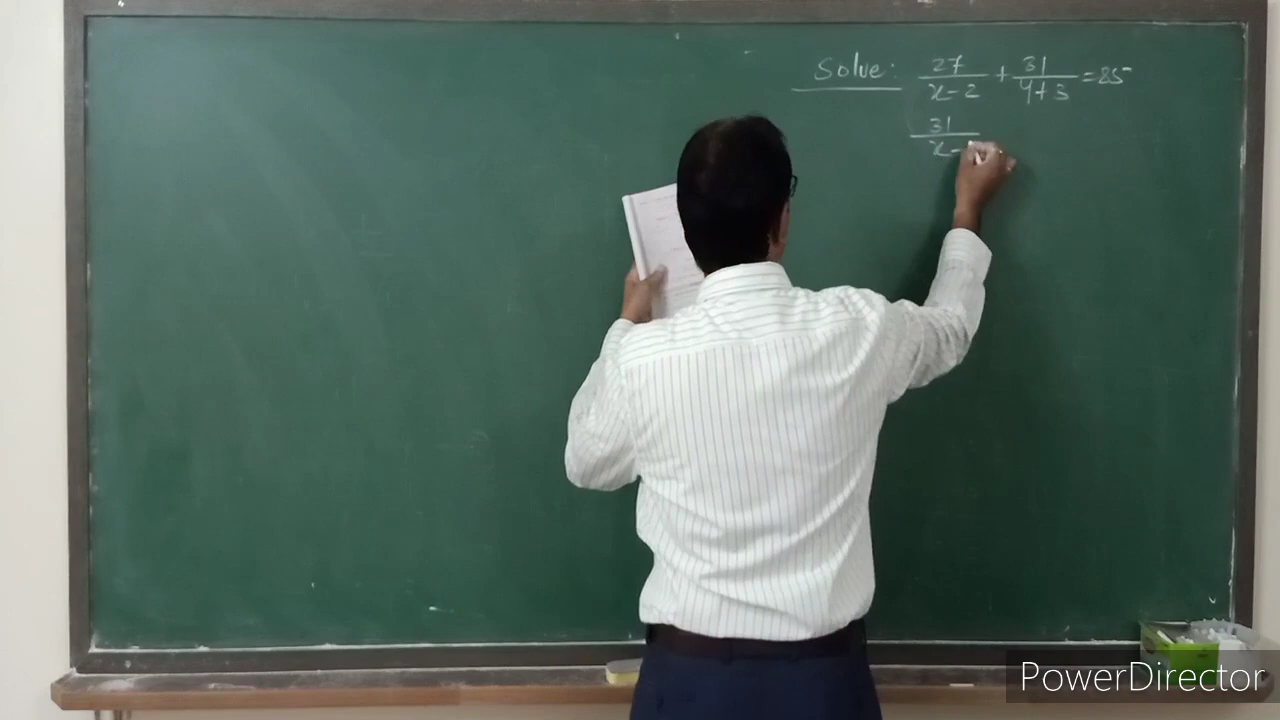 Solve: 27/x-2 + 31/y+3 = 85
31/x-
PowerDirector